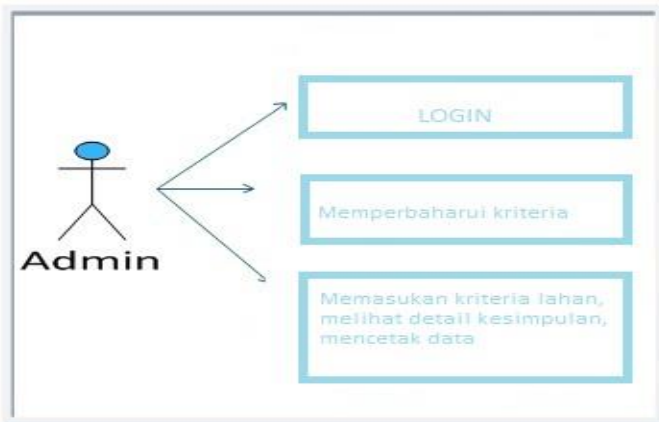 LOGIN
Memperbaharui kriteria
Admin
Memasukan kriteria lahan,
melihat detail kesimpulan,
mencetak data